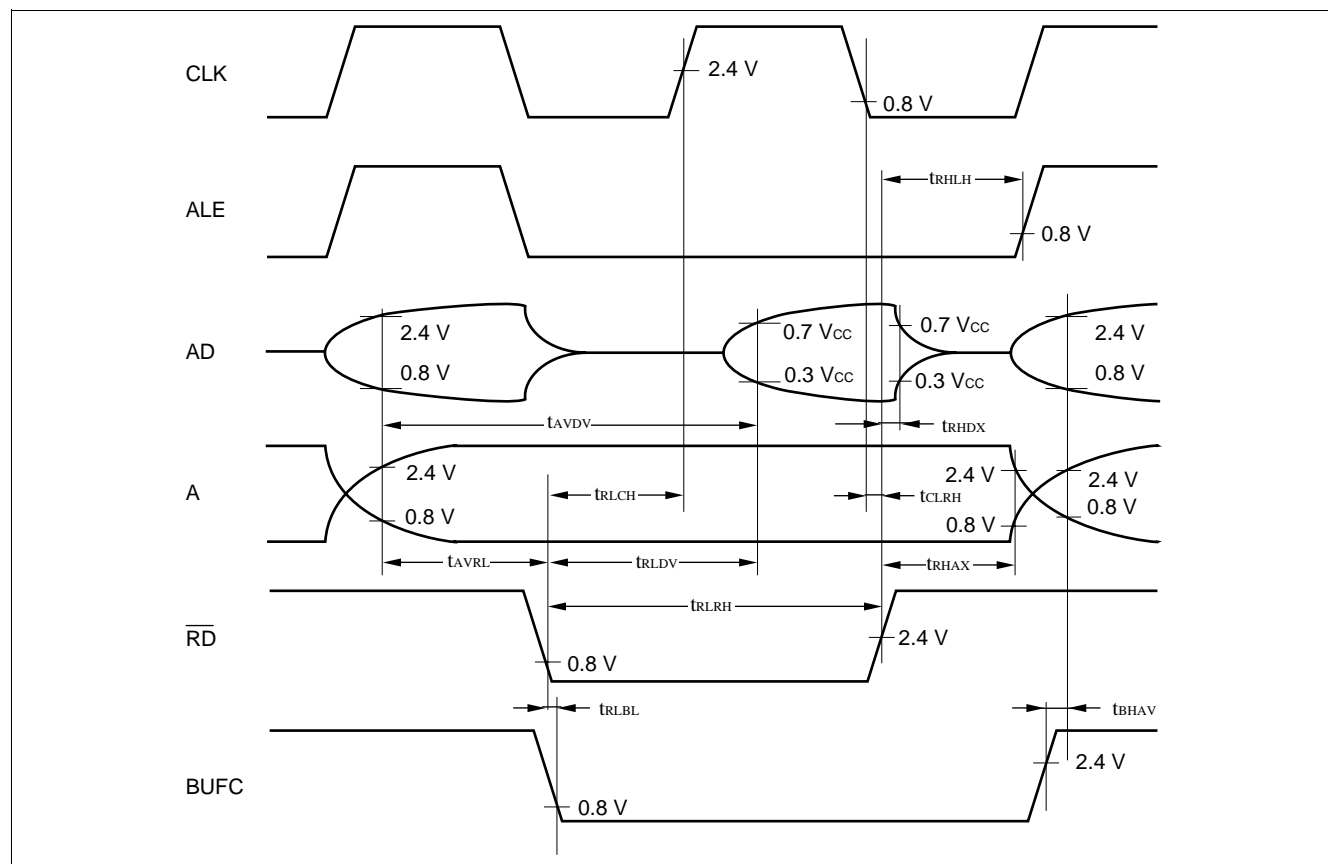 CLK
2.4 V
0.8 V
tRHLH
ALE
0.8 V
2.4 V
0.7 VCC
0.7 VCC
2.4 V
AD
0.8 V
0.3 VCC
0.3 VCC
0.8 V
tAVDV
tRHDX
2.4 V
2.4 V
2.4 V
A
tRLCH
tCLRH
0.8 V
0.8 V
0.8 V
tAVRL
tRLDV
tRHAX
tRLRH
RD
2.4 V
0.8 V
tRLBL
tBHAV
2.4 V
BUFC
0.8 V